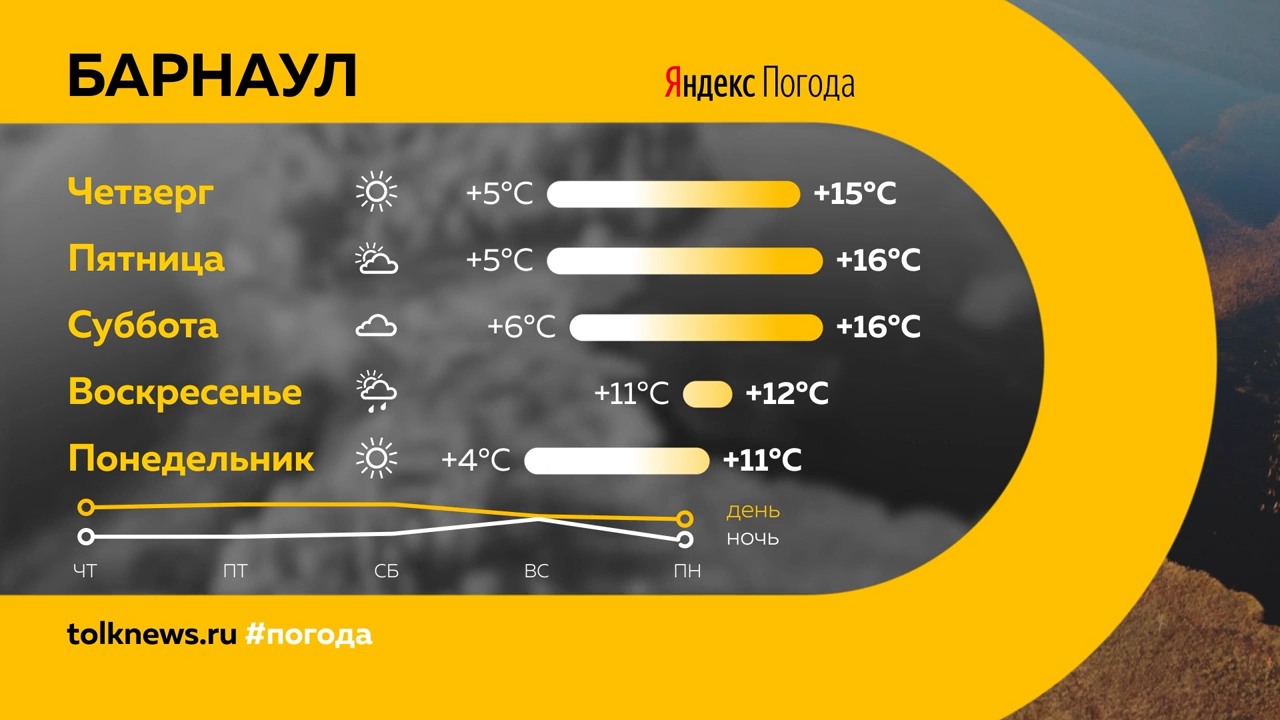 БАРНАУЛ
Яндекс Погода
Четверг +5°C +15°C
Пятница +5°C +16°C
Суббота +6°C +16°C
Воскресенье +11°C +12°C
Понедельник +4°C +11°C
день
ночь
ЧТ ПТ СБ ВС ПН
tolknews.ru #погода